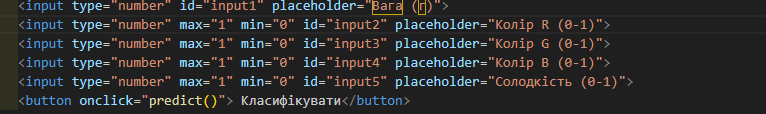 <input type="number" id="input1" placeholder="Вага (г)">
<input type="number" max="1" min="0" id="input2" placeholder="Колір R (0-1)">
<input type="number" max="1" min="0" id="input3" placeholder="Колір G (0-1)">
<input type="number" max="1" min="0" id="input4" placeholder="Колір B (0-1)">
<input type="number" max="1" min="0" id="input5" placeholder="Солодкість (0-1)">
<button onclick="predict()"> Класифікувати</button>